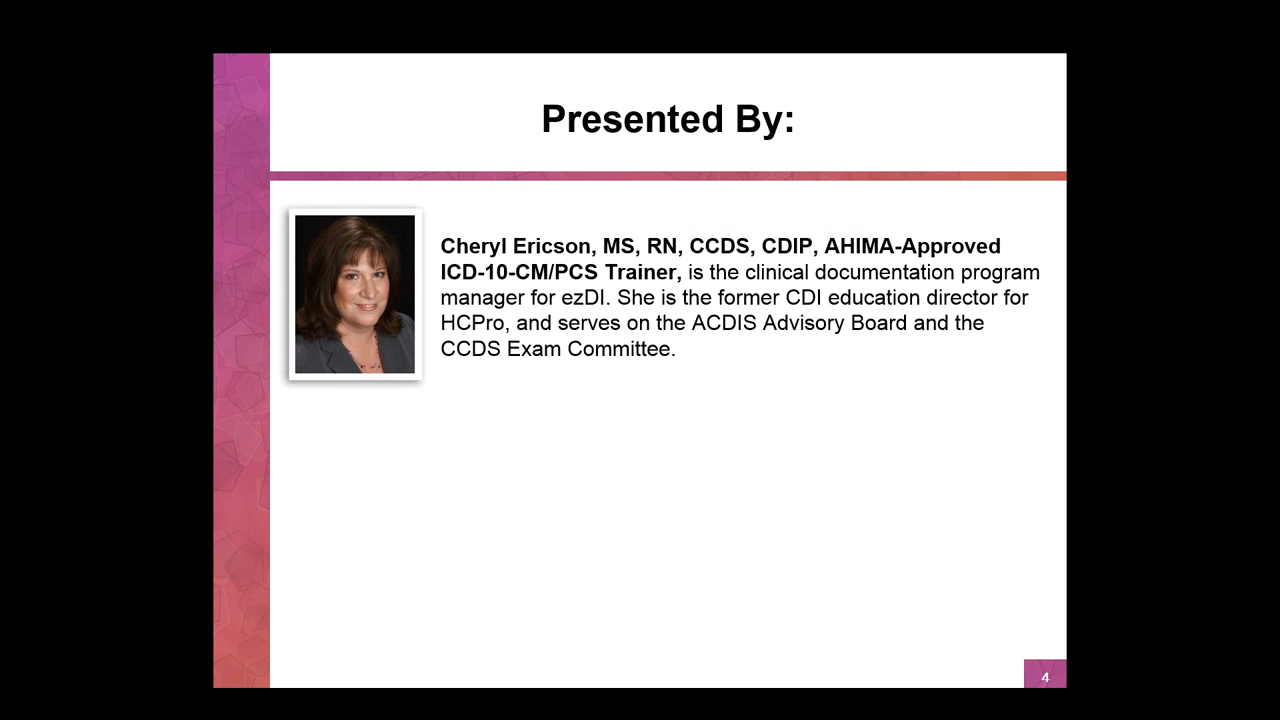 Presented By:
Cheryl Ericson, MS, RN, CCDS, CDIP, AHIMA-Approved
ICD-10-CM/PCS Trainer, is the clinical documentation program
manager for ezDI. She is the former CDI education director for
HCPro, and serves on the ACDIS Advisory Board and the
CCDS Exam Committee.
4